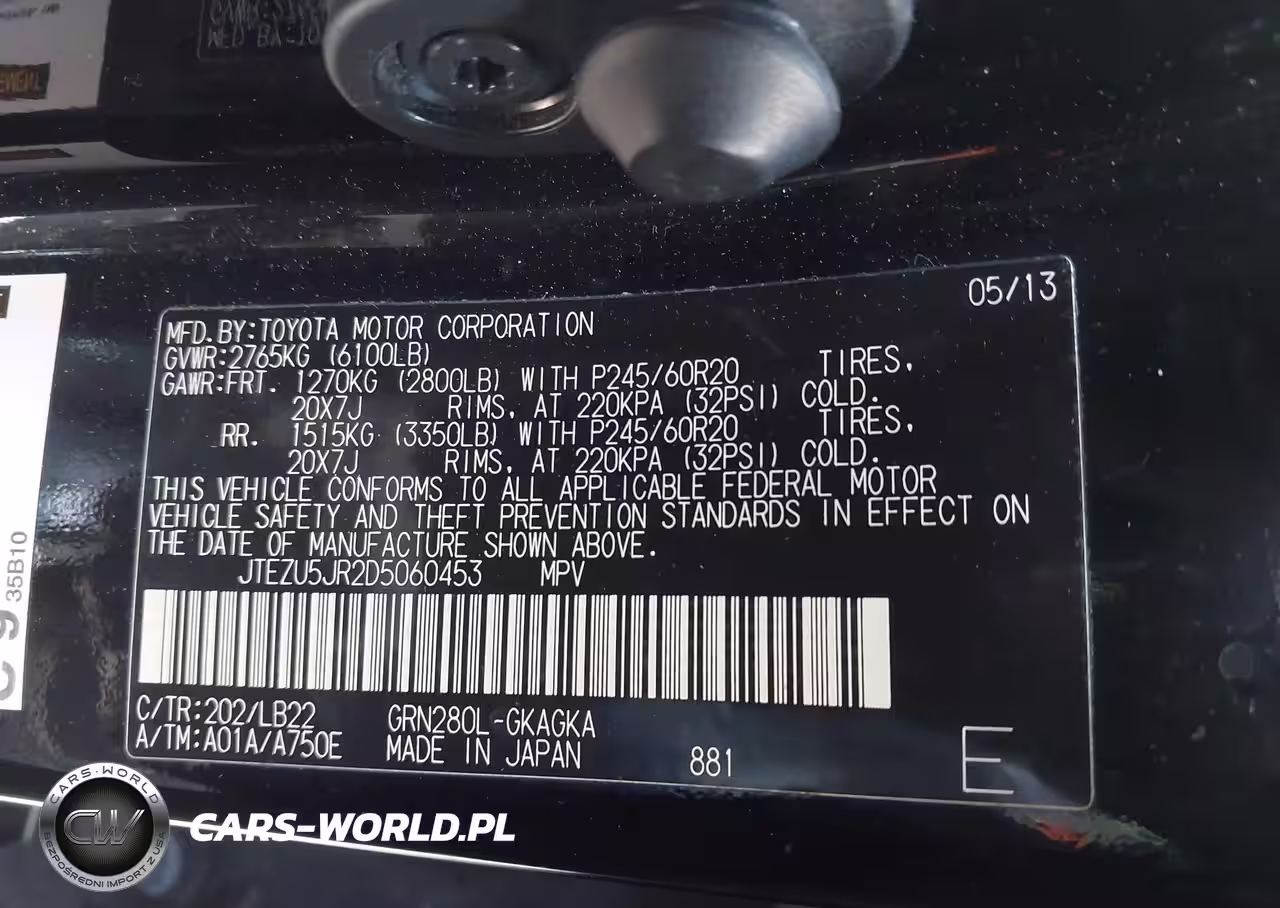 05/13
MFD. BY: TOYOTA MOTOR CORPORATION
GVWR: 2765KG (6100LB)
GAWR: FRT. 1270KG (2800LB) WITH P245/60R20 TIRES,
20X7J RIMS, AT 220KPA (32PSI) COLD.
RR. 1515KG (3350LB) WITH P245/60R20 TIRES,
20X7J RIMS, AT 220KPA (32PSI) COLD.
THIS VEHICLE CONFORMS TO ALL APPLICABLE FEDERAL MOTOR
VEHICLE SAFETY AND THEFT PREVENTION STANDARDS IN EFFECT ON
THE DATE OF MANUFACTURE SHOWN ABOVE.
JTEZU5JR2D5060453 MPV
C/TR: 202/LB22 GRN280L-GKAGKA
A/TM: A01A/A750E MADE IN JAPAN 881 E
35B10
CARS-WORLD
CW
BEZPOŚREDNI IMPORT Z USA
CARS-WORLD.PL